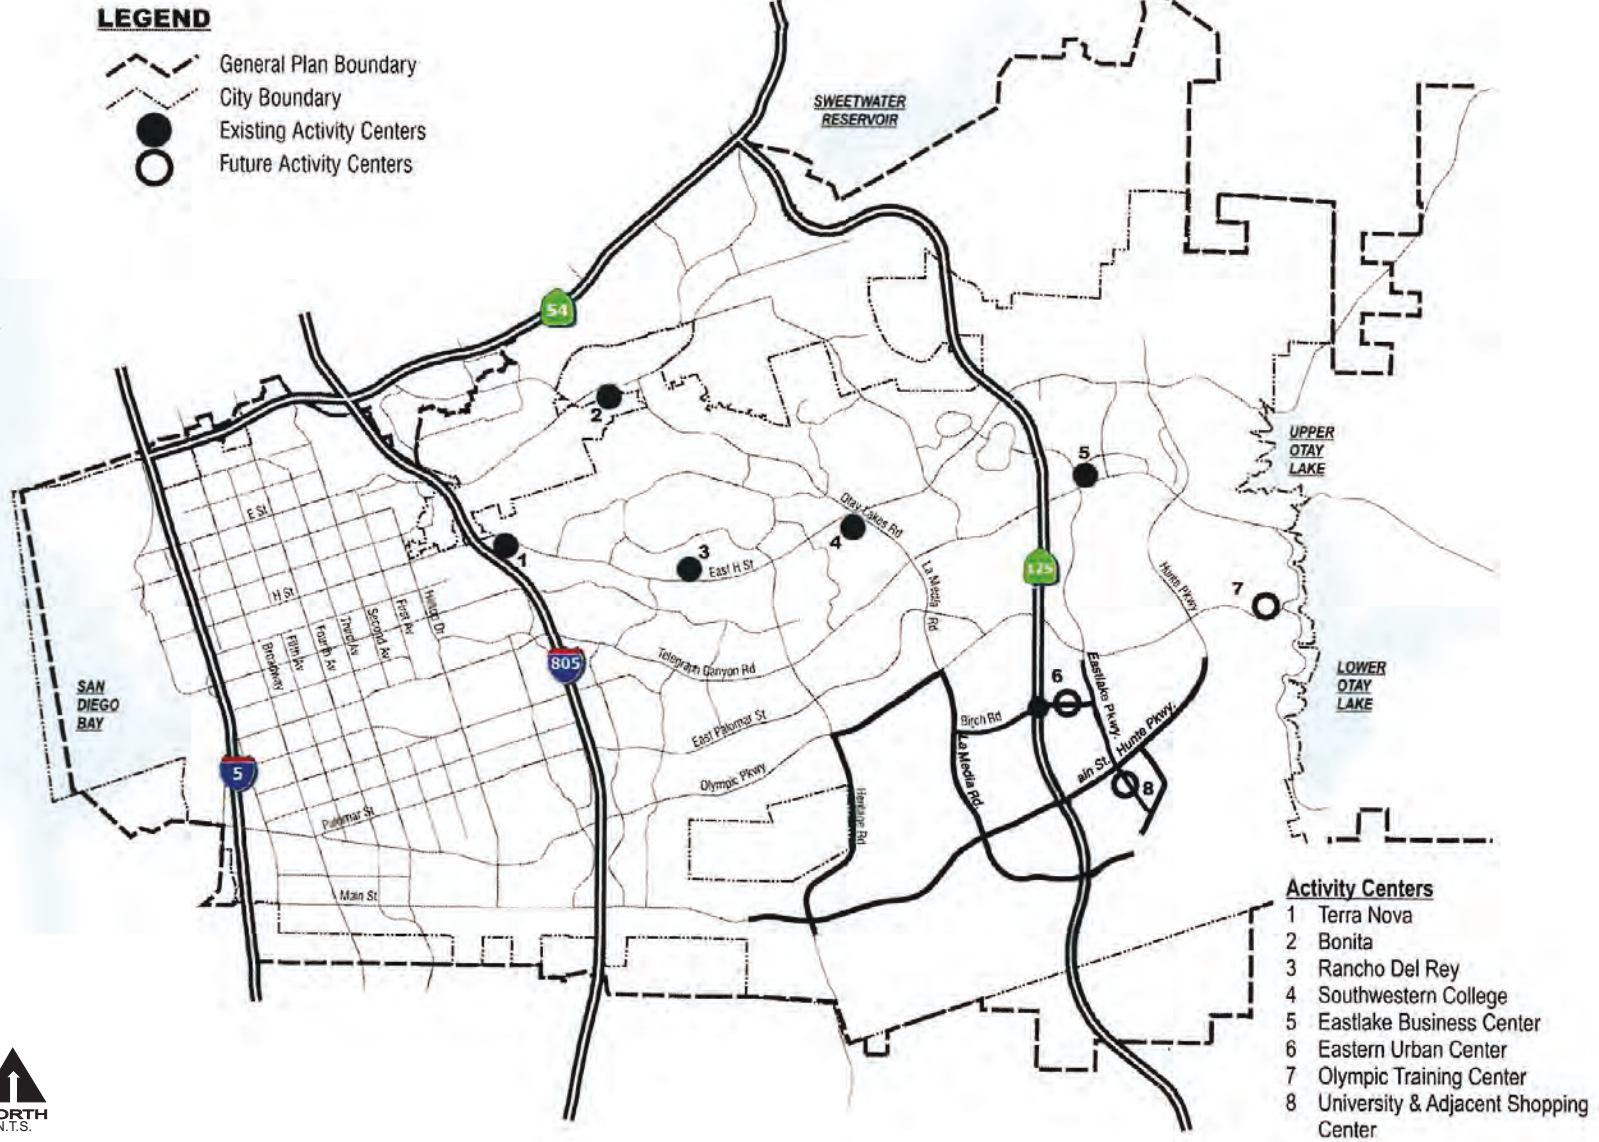 LEGEND
General Plan Boundary
City Boundary
Existing Activity Centers
Future Activity Centers
SWEETWATER
RESERVOIR
54
2
UPPER
OTAY
LAKE
5
E St
Otay Lakes Rd
4
1
3
East H St
125
La Media Rd
Hunte Pkwy
7
H St
Hilltop Dr
First Av
Second Av
Third Av
Fourth Av
Fifth Av
Broadway
805
Telegraph Canyon Rd
SAN
DIEGO
BAY
LOWER
OTAY
LAKE
6
Eastlake Pkwy.
East Palomar St
Birch Rd
Hunte Pkwy.
ain St.
La Media Rd.
Olympic Pkwy
5
8
Heritage Rd
Palomar St
Main St
Activity Centers
1 Terra Nova
2 Bonita
3 Rancho Del Rey
4 Southwestern College
5 Eastlake Business Center
6 Eastern Urban Center
7 Olympic Training Center
8 University & Adjacent Shopping
Center
ORTH
N.T.S.